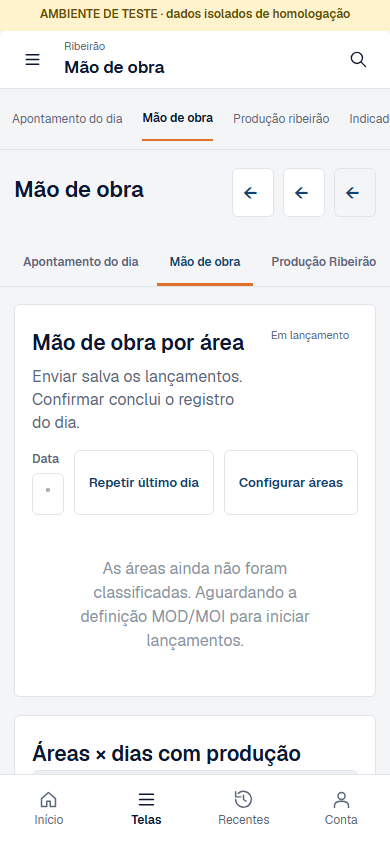 AMBIENTE DE TESTE · dados isolados de homologação
Ribeirão
Mão de obra
Apontamento do dia Mão de obra Produção ribeirão Indicad
Mão de obra
Apontamento do dia Mão de obra Produção Ribeirão
Mão de obra por área
Em lançamento
Enviar salva os lançamentos.
Confirmar conclui o registro
do dia.
Data
Repetir último dia
Configurar áreas
As áreas ainda não foram
classificadas. Aguardando a
definição MOD/MOI para iniciar
lançamentos.
Áreas × dias com produção
Início Telas Recentes Conta